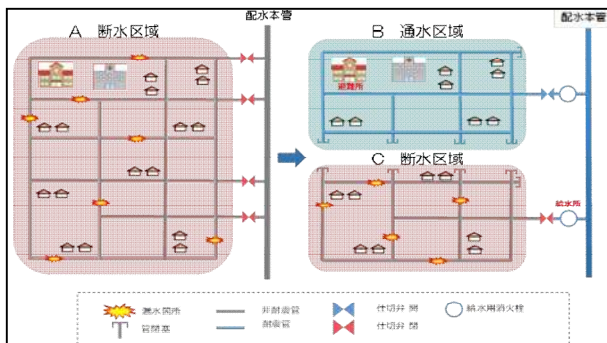 A 断水区域
配水本管
B 通水区域
配水本管
避難所
C 断水区域
給水所
漏水箇所
非耐震管
仕切弁 開
給水用消火栓
管閉塞
耐震管
仕切弁 閉